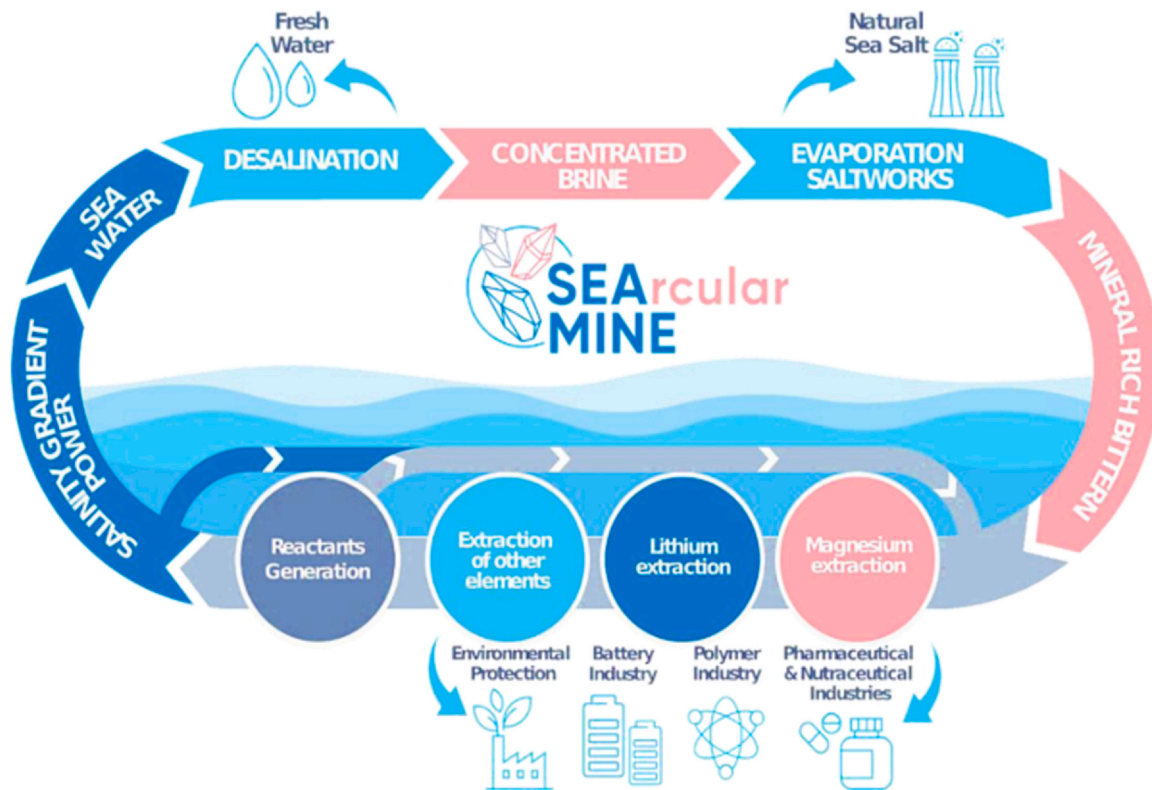 Fresh
Water
Natural
Sea Salt
DESALINATION
CONCENTRATED
BRINE
EVAPORATION
SALTWORKS
SEA
WATER
MINERAL RICH BITTERN
SALINITY GRADIENT
POWER
SEArcular
MINE
Reactants
Generation
Extraction
of other
elements
Lithium
extraction
Magnesium
extraction
Environmental
Protection
Battery
Industry
Polymer
Industry
Pharmaceutical
& Nutraceutical
Industries